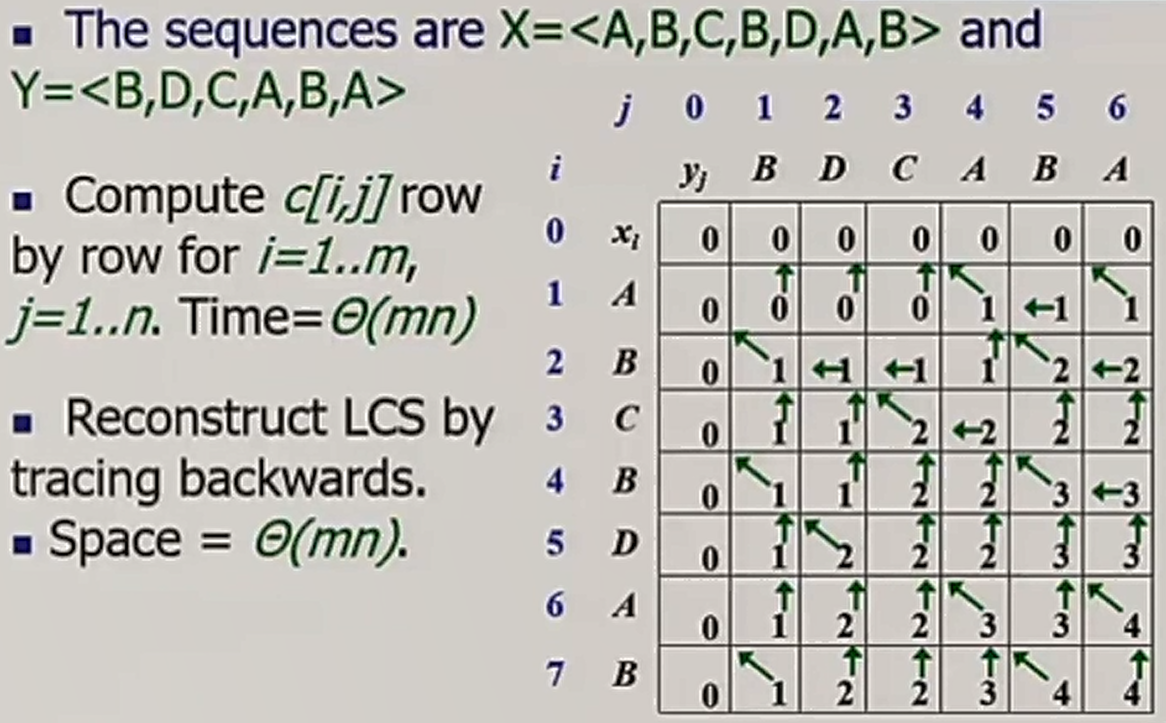 ▪ The sequences are X=<A,B,C,B,D,A,B> and
Y=<B,D,C,A,B,A>
▪ Compute c[i,j] row
by row for i=1..m,
j=1..n. Time=Θ(mn)
▪ Reconstruct LCS by
tracing backwards.
▪ Space = Θ(mn).
j 0 1 2 3 4 5 6
i yj B D C A B A
0 xi 0 0 0 0 0 0 0
1 A 0 ↑0 ↑0 ↑0 ↖1 ←1 ↖1
2 B 0 ↖1 ←1 ←1 ↑1 ↖2 ←2
3 C 0 ↑1 ↑1 ↖2 ←2 ↑2 ↑2
4 B 0 ↖1 ↑1 ↑2 ↑2 ↖3 ←3
5 D 0 ↑1 ↖2 ↑2 ↑2 ↑3 ↑3
6 A 0 ↑1 ↑2 ↑2 ↖3 ↑3 ↖4
7 B 0 ↖1 ↑2 ↑2 ↑3 ↖4 ↑4